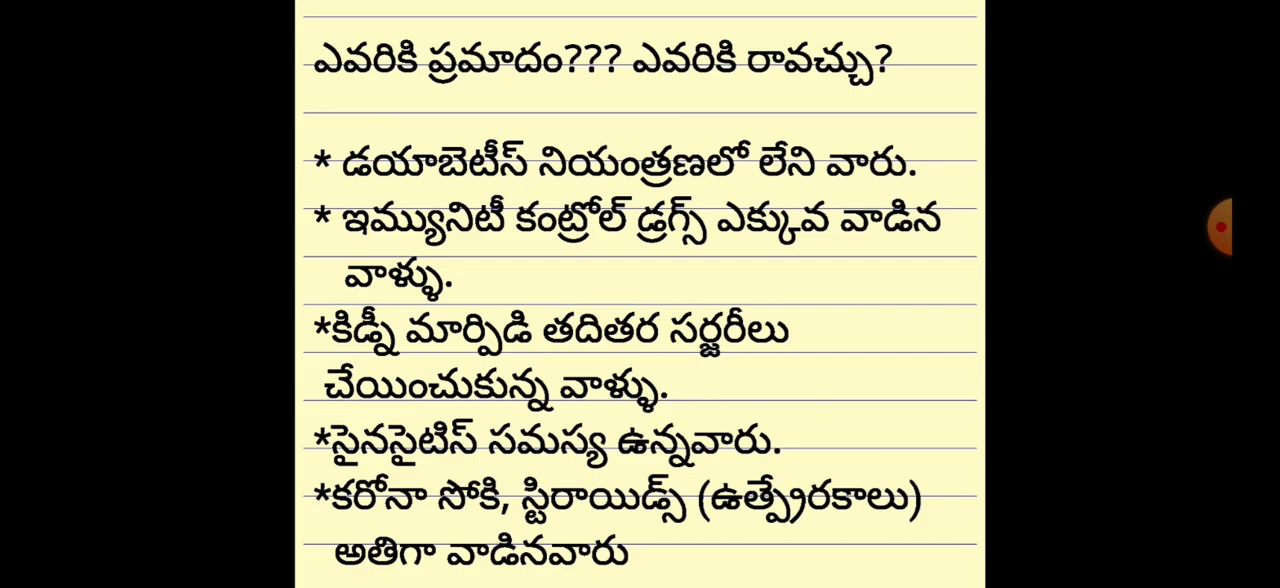 ఎవరికి ప్రమాదం??? ఎవరికి రావచ్చు?
* డయాబెటీస్ నియంత్రణలో లేని వారు.
* ఇమ్యునిటీ కంట్రోల్ డ్రగ్స్ ఎక్కువ వాడిన
వాళ్ళు.
*కిడ్నీ మార్పిడి తదితర సర్జరీలు
చేయించుకున్న వాళ్ళు.
*సైనసైటిస్ సమస్య ఉన్నవారు.
*కరోనా సోకి, స్టిరాయిడ్స్ (ఉత్ప్రేరకాలు)
అతిగా వాడినవారు